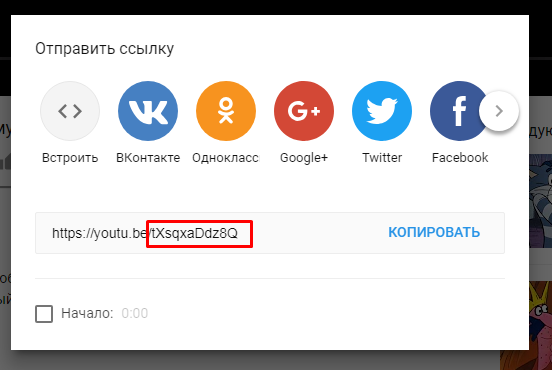 Отправить ссылку
Встроить
ВКонтакте
Однокласс
Google+
Twitter
Facebook
https://youtu.be/tXsqxaDdz8Q
КОПИРОВАТЬ
Начало: 0:00